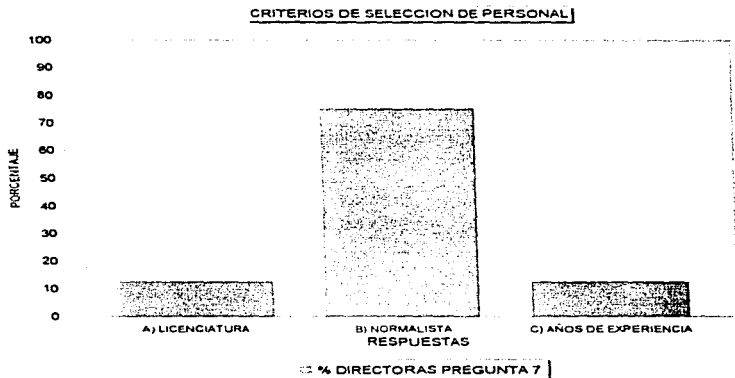 CRITERIOS DE SELECCION DE PERSONAL
100
90
80
70
60
50
40
30
20
10
0
PORCENTAJE
A) LICENCIATURA B) NORMALISTA C) AÑOS DE EXPERIENCIA
RESPUESTAS
% DIRECTORAS PREGUNTA 7